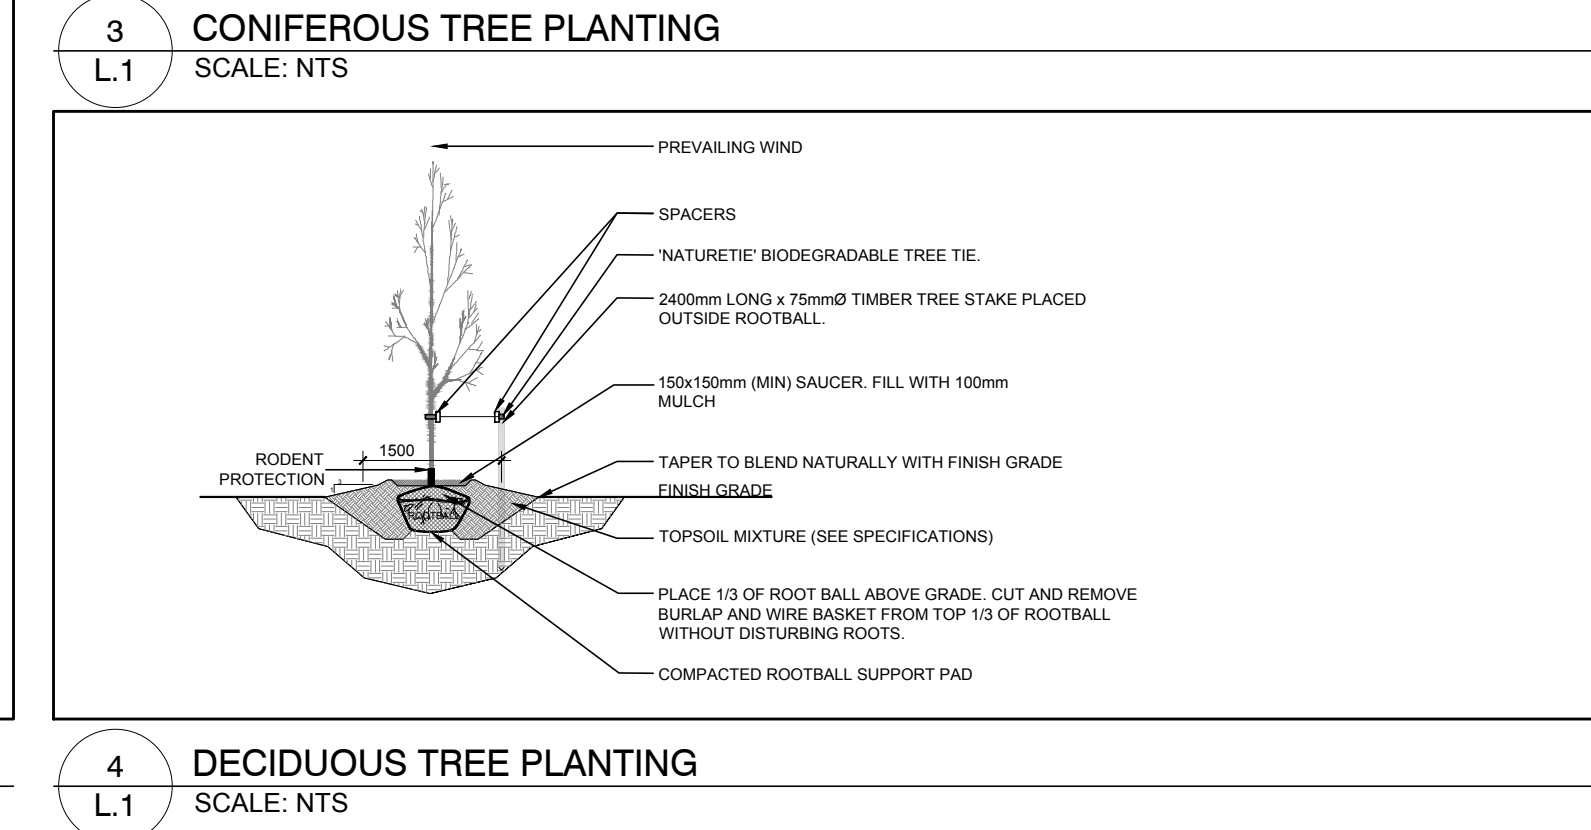 3
L.1
CONIFEROUS TREE PLANTING
SCALE: NTS
PREVAILING WIND
SPACERS
'NATURETIE' BIODEGRADABLE TREE TIE.
2400mm LONG x 75mmØ TIMBER TREE STAKE PLACED
OUTSIDE ROOTBALL.
150x150mm (MIN) SAUCER. FILL WITH 100mm
MULCH
1500
RODENT
PROTECTION
3
1
TAPER TO BLEND NATURALLY WITH FINISH GRADE
FINISH GRADE
ROOTBALL
TOPSOIL MIXTURE (SEE SPECIFICATIONS)
PLACE 1/3 OF ROOT BALL ABOVE GRADE. CUT AND REMOVE
BURLAP AND WIRE BASKET FROM TOP 1/3 OF ROOTBALL
WITHOUT DISTURBING ROOTS.
COMPACTED ROOTBALL SUPPORT PAD
4
L.1
DECIDUOUS TREE PLANTING
SCALE: NTS